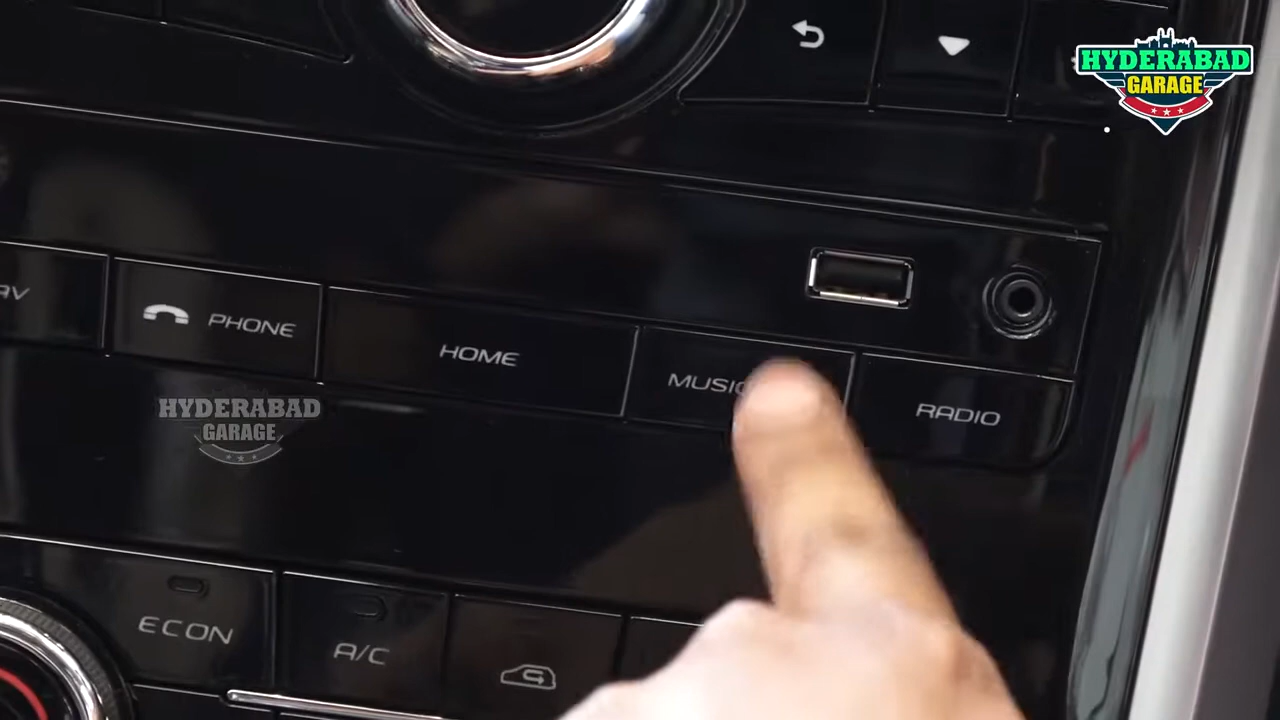 HYDERABAD
GARAGE
PHONE
HOME
MUSIC
RADIO
HYDERABAD
GARAGE
ECON
A/C